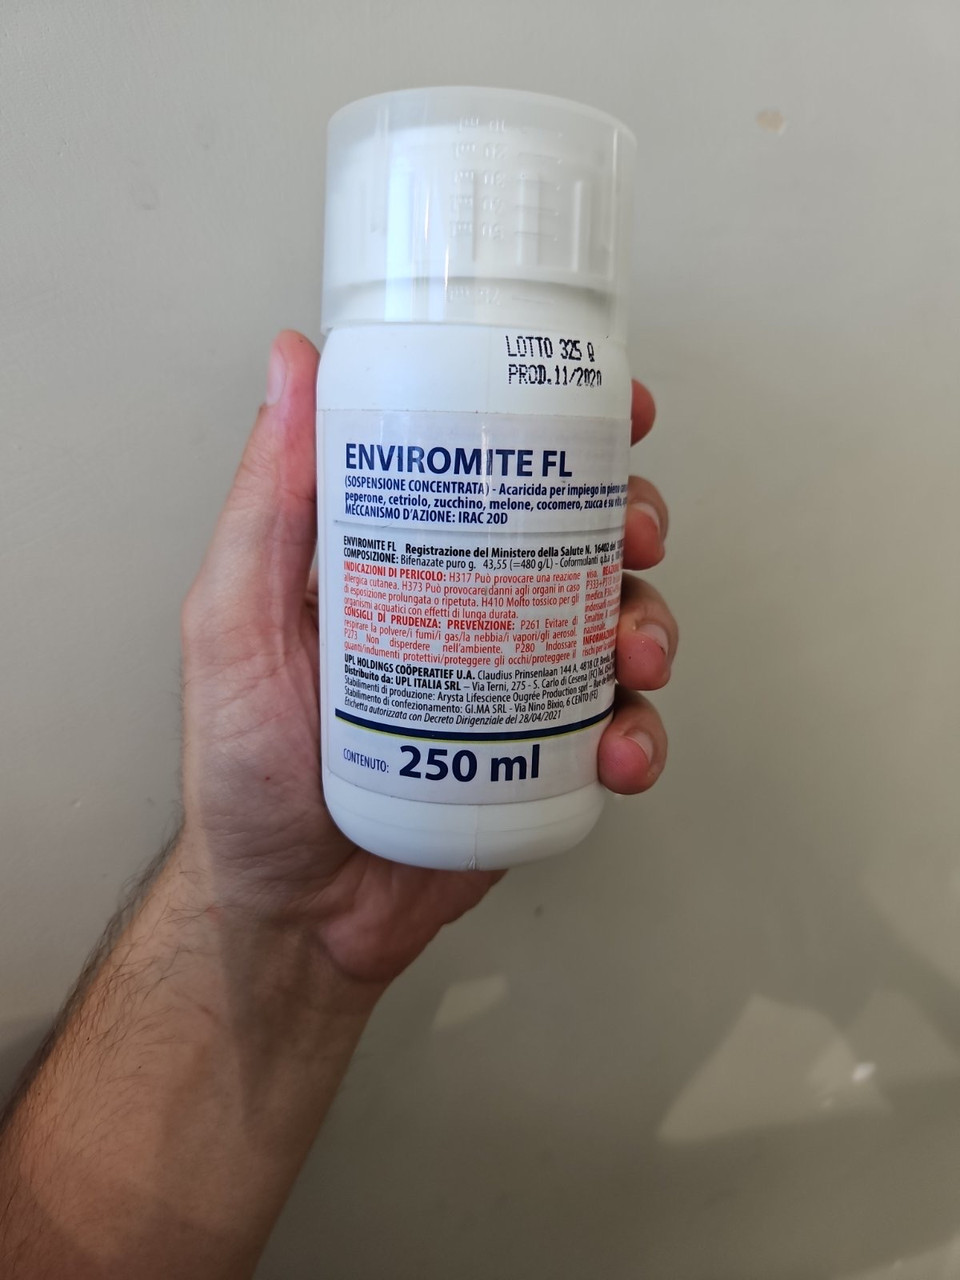 LOTTO 325 Q
PROD.11/2020
ENVIROMITE FL
(SOSPENSIONE CONCENTRATA) - Acaricida per impiego in pieno
peperone, cetriolo, zucchino, melone, cocomero, zucca e su
MECCANISMO D'AZIONE: IRAC 20D
ENVIROMITE FL Registrazione del Ministero della Salute N. 16402 del
COMPOSIZIONE: Bifenazate puro g. 43,55 (=480 g/L) - Coformulanti q.b.a g.
INDICAZIONI DI PERICOLO: H317 Può provocare una reazione
allergica cutanea. H373 Può provocare danni agli organi in caso
di esposizione prolungata o ripetuta. H410 Molto tossico per gli
organismi acquatici con effetti di lunga durata.
CONSIGLI DI PRUDENZA: PREVENZIONE: P261 Evitare di
respirare la polvere/i fumi/i gas/la nebbia/i vapori/gli aerosol.
P273 Non disperdere nell'ambiente. P280 Indossare
guanti/indumenti protettivi/proteggere gli occhi/proteggere il
viso.
UPL HOLDINGS COÖPERATIEF U.A. Claudius Prinsenlaan 144 A, 4818 CP,
Distribuito da: UPL ITALIA SRL – Via Terni, 275 - S. Carlo di Cesena (FC)
Stabilimenti di produzione: Arysta Lifescience Ougrée Production sprl –
Stabilimento di confezionamento: GI.MA SRL - Via Nino Bixio, 6 CENTO (FE)
Etichetta autorizzata con Decreto Dirigenziale del 28/04/2021
CONTENUTO: 250 ml